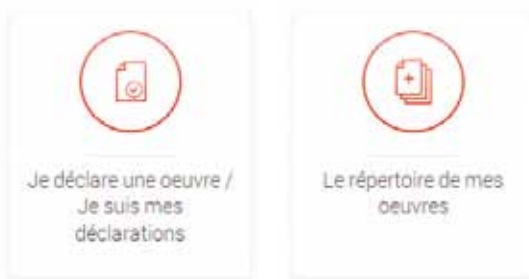 Je déclare une oeuvre /
Je suis mes
déclarations
Le répertoire de mes
oeuvres